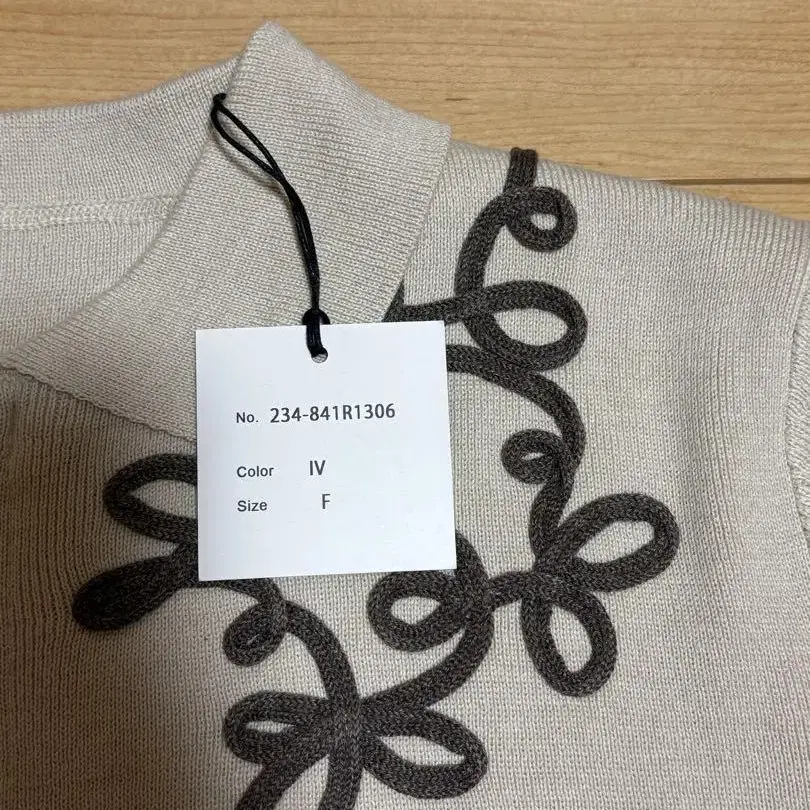 No. 234-841R1306
Color IV
Size F